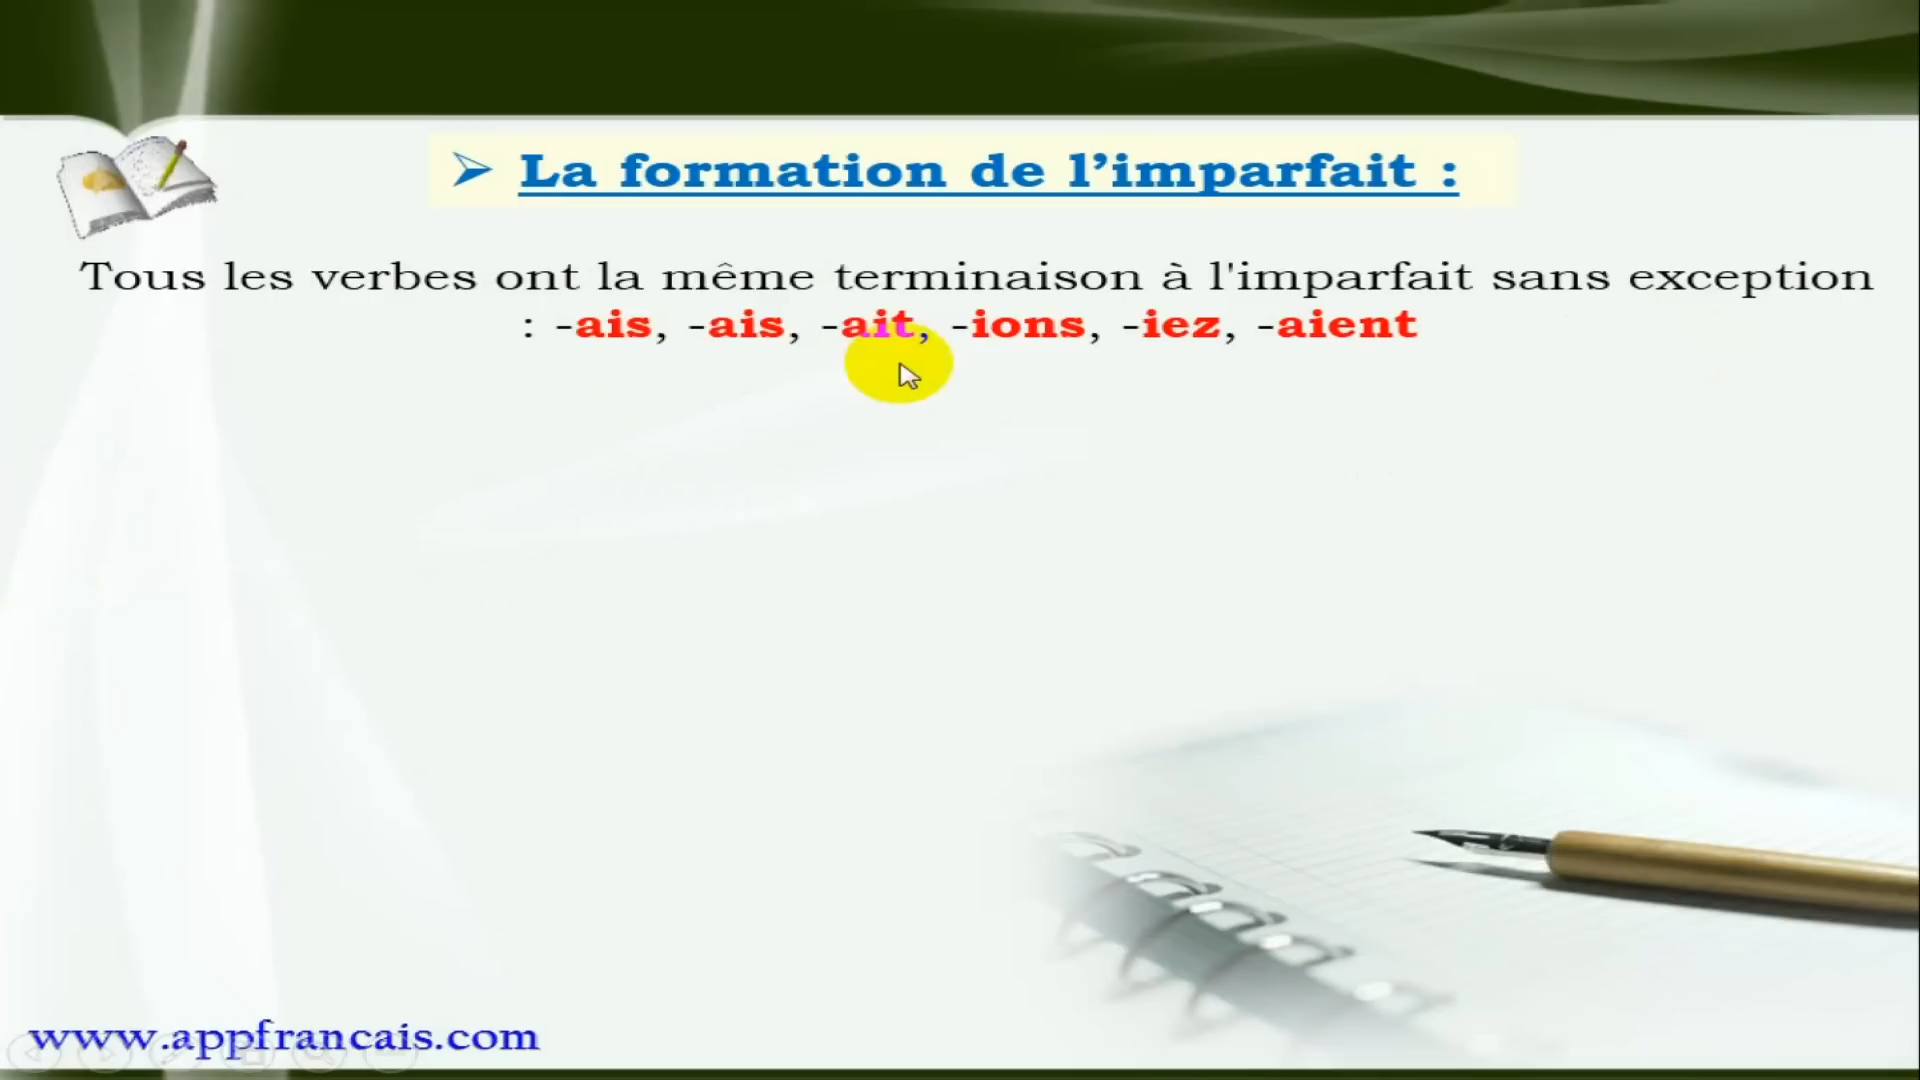 ➢ La formation de l’imparfait :
Tous les verbes ont la même terminaison à l'imparfait sans exception
: -ais, -ais, -ait, -ions, -iez, -aient
www.appfrancais.com